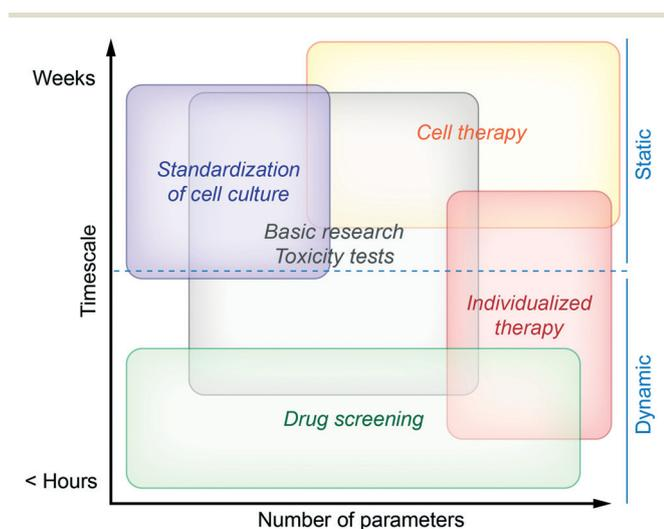 Weeks
Cell therapy
Static
Standardization
of cell culture
Basic research
Toxicity tests
Timescale
Individualized
therapy
Dynamic
Drug screening
< Hours
Number of parameters